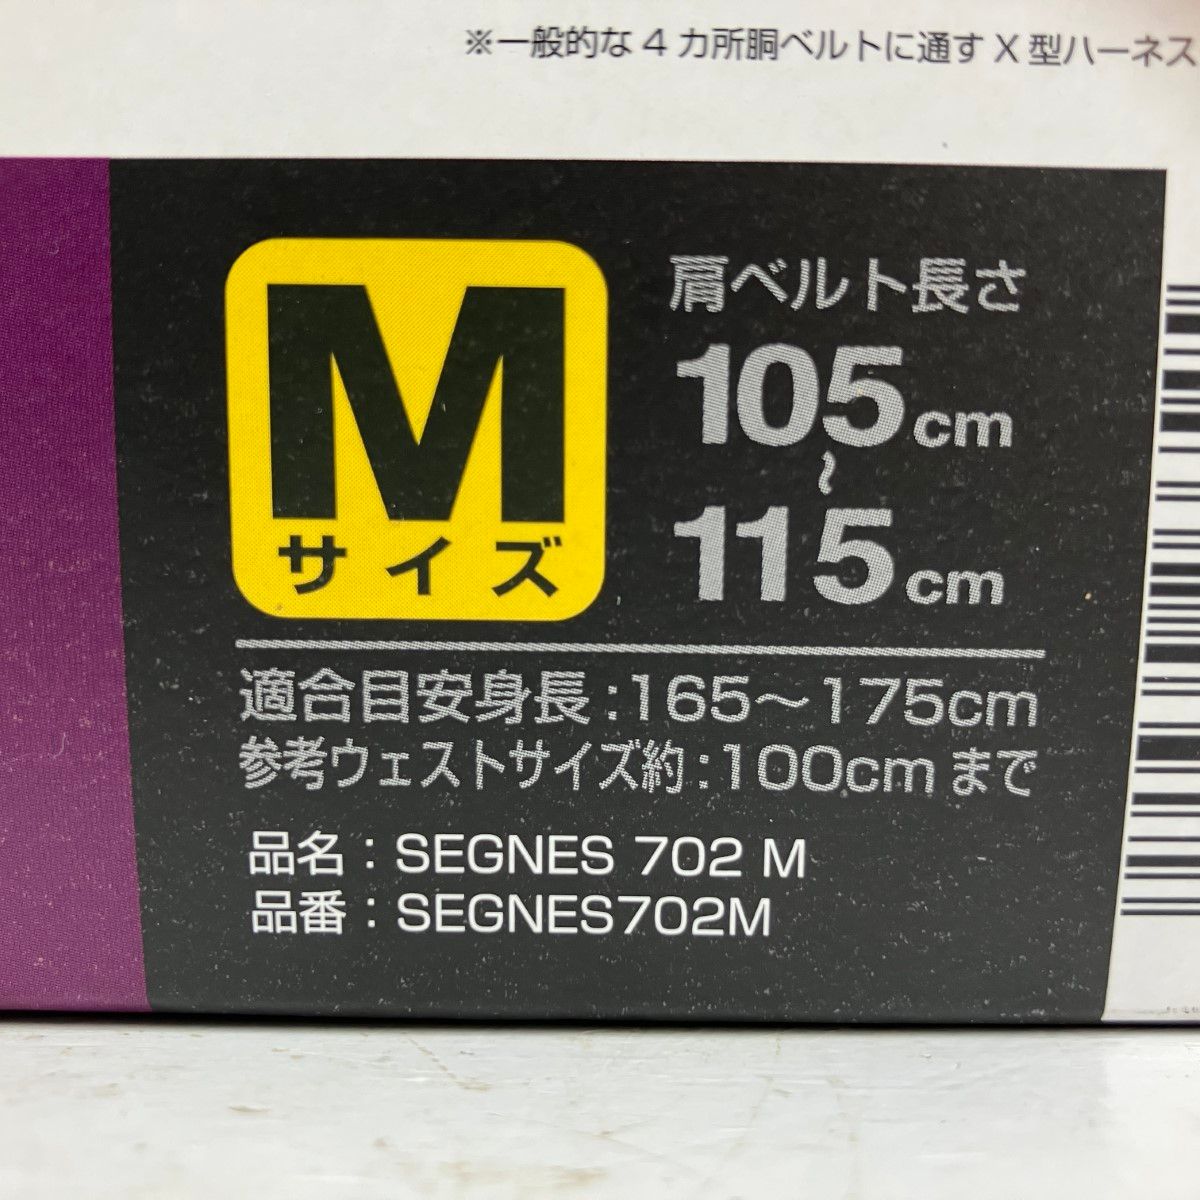 ※一般的な4カ所胴ベルトに通すX型ハーネス
M
サイズ
肩ベルト長さ
105cm
~
115cm
適合目安身長:165~175cm
参考ウェストサイズ約:100cmまで
品名:SEGNES 702 M
品番:SEGNES702M